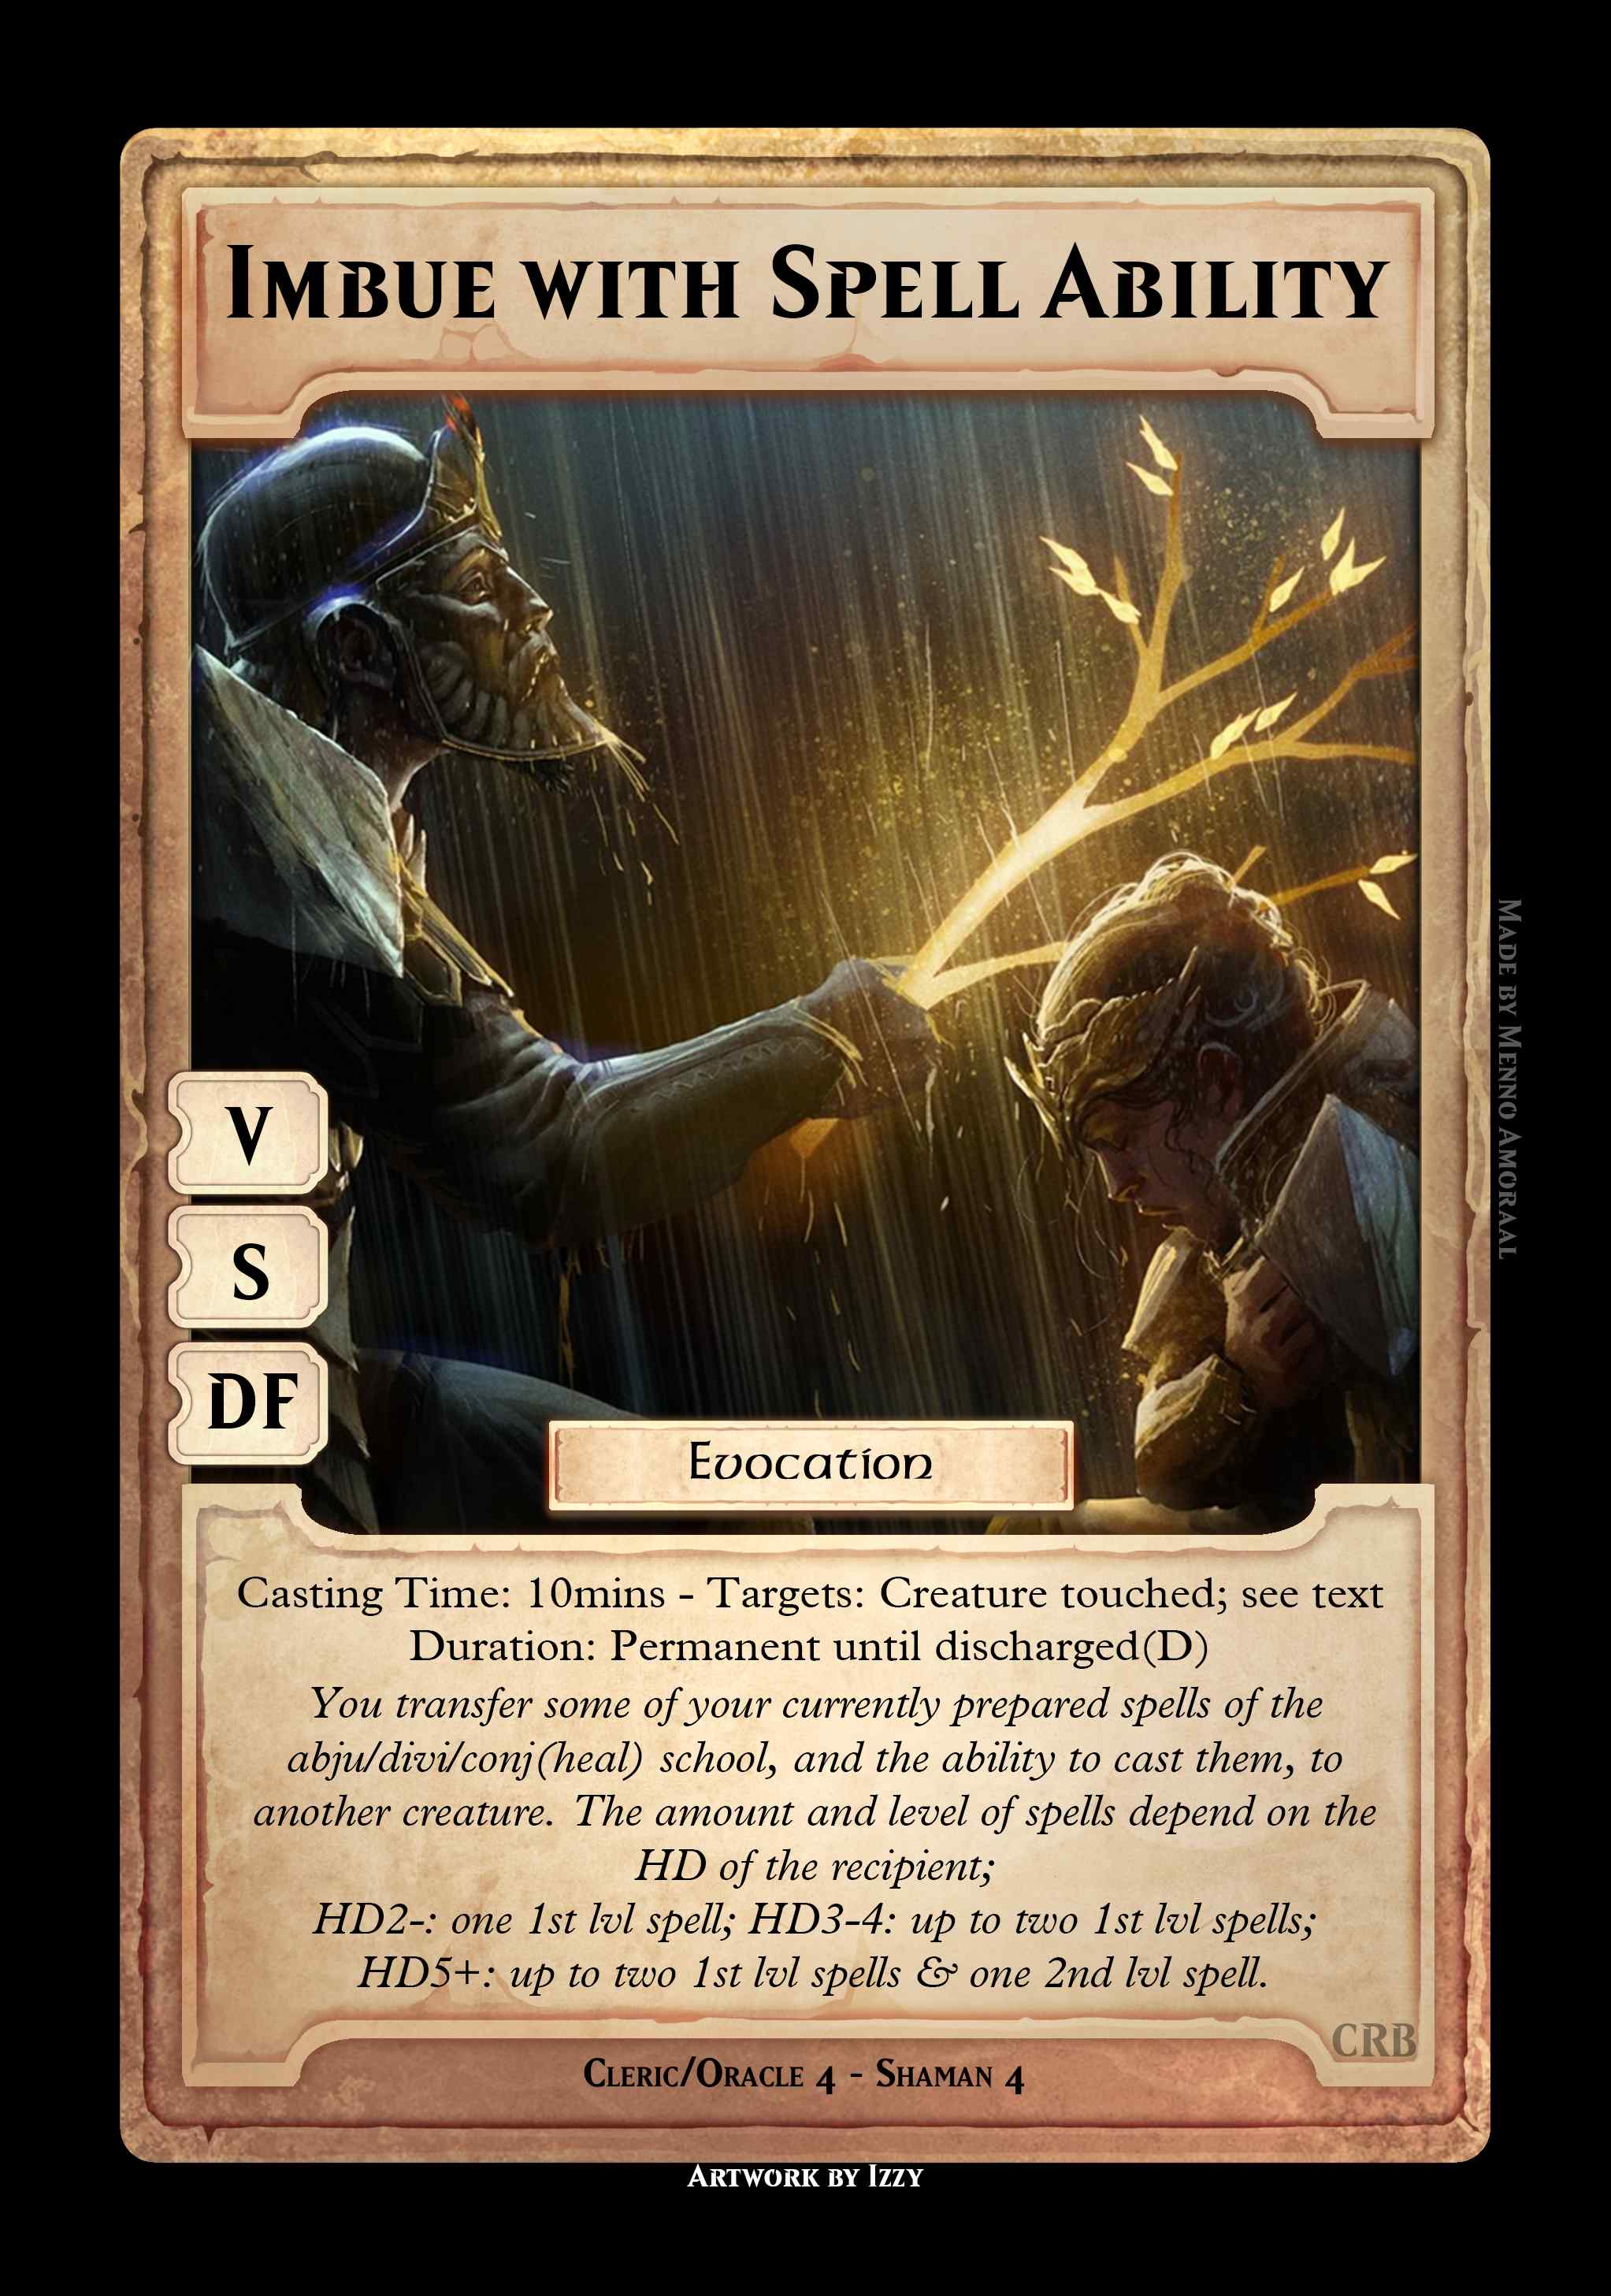 Imbue with Spell Ability
V
S
DF
Evocation
Casting Time: 10mins - Targets: Creature touched; see text
Duration: Permanent until discharged(D)
You transfer some of your currently prepared spells of the
abju/divi/conj(heal) school, and the ability to cast them, to
another creature. The amount and level of spells depend on the
HD of the recipient;
HD2-: one 1st lvl spell; HD3-4: up to two 1st lvl spells;
HD5+: up to two 1st lvl spells & one 2nd lvl spell.
CRB
Cleric/Oracle 4 - Shaman 4
Artwork by Izzy
Made by Menno Amoraal